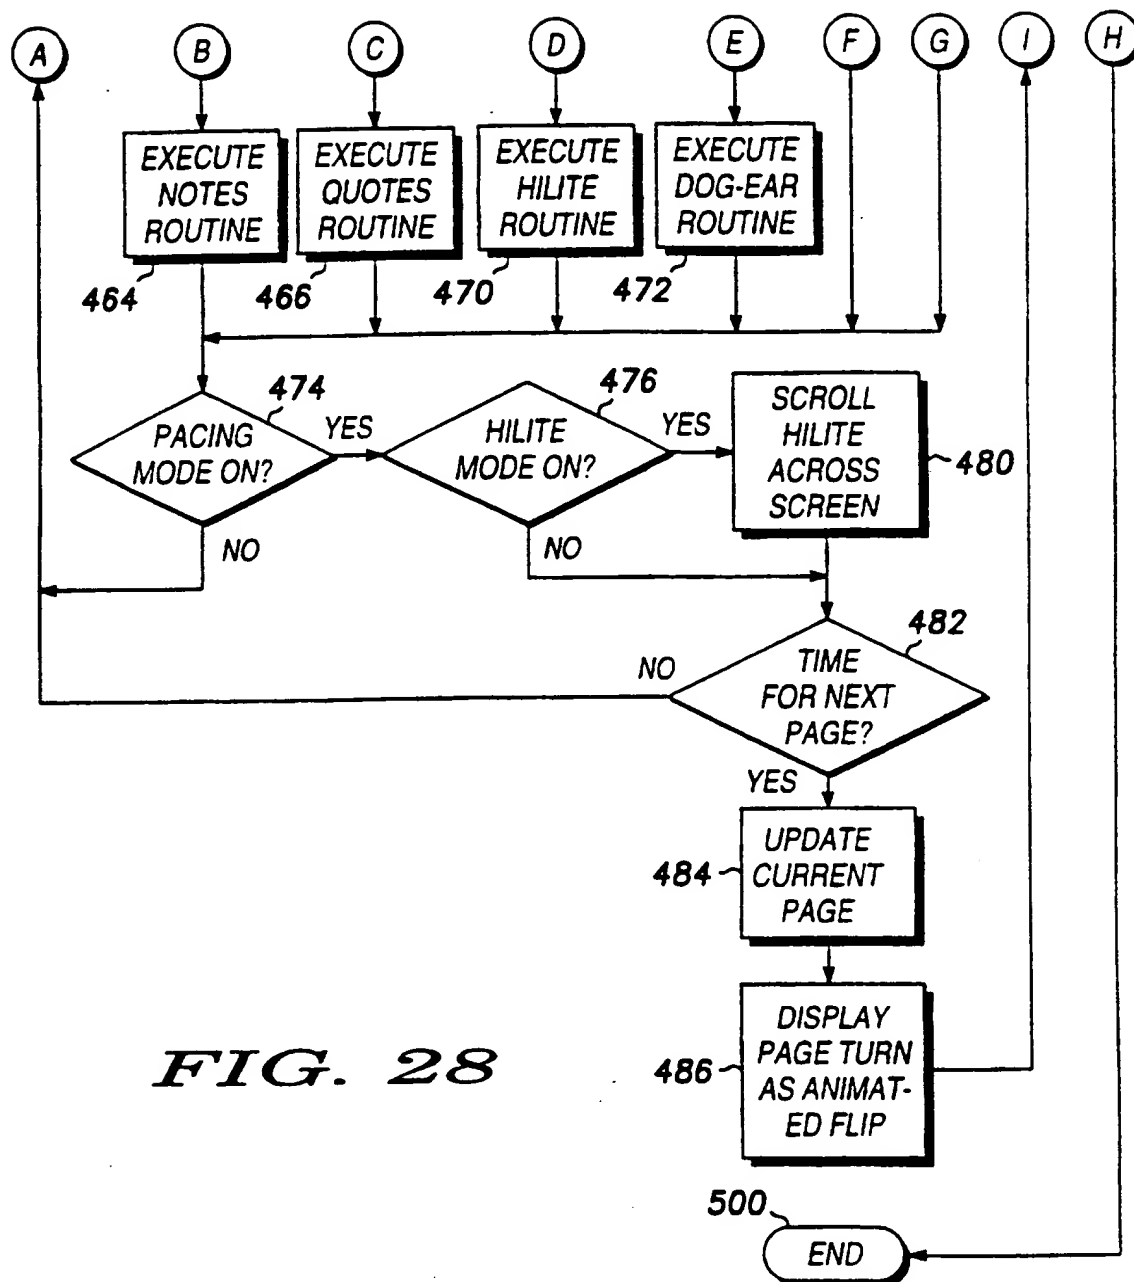 A B C D E F G I H
EXECUTE
NOTES
ROUTINE
464
EXECUTE
QUOTES
ROUTINE
466
EXECUTE
HILITE
ROUTINE
470
EXECUTE
DOG-EAR
ROUTINE
472
PACING
MODE ON?
474
YES
NO
HILITE
MODE ON?
476
YES
NO
SCROLL
HILITE
ACROSS
SCREEN
480
TIME
FOR NEXT
PAGE?
482
NO
YES
UPDATE
CURRENT
PAGE
484
DISPLAY
PAGE TURN
AS ANIMAT-
ED FLIP
486
FIG. 28
500
END